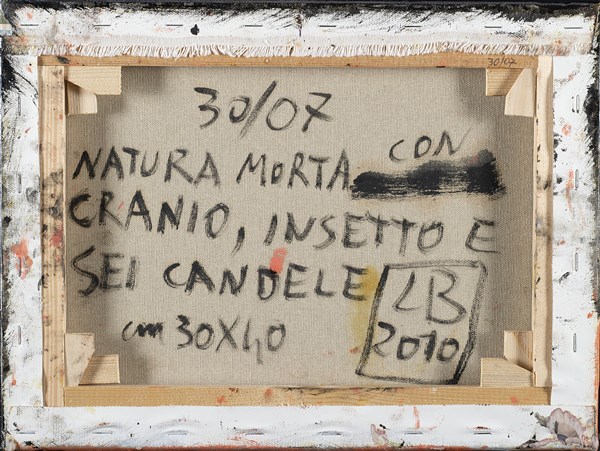 30/07
30/07
NATURA MORTA CON
CRANIO, INSETTO E
SEI CANDELE
cm 30X40
LB
2010